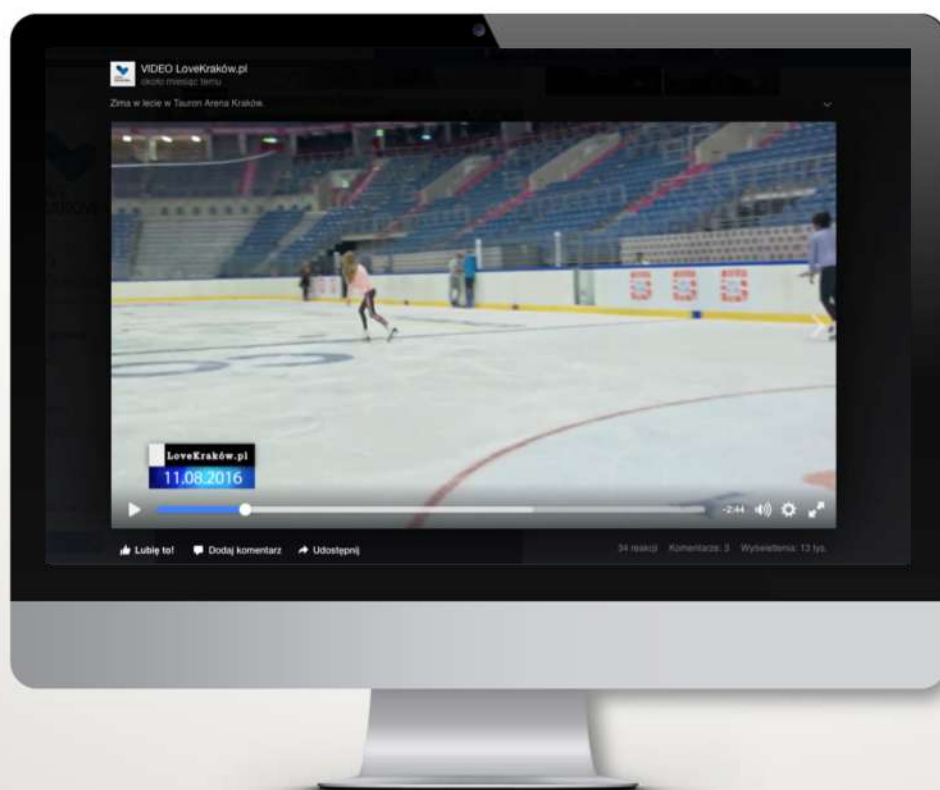 VIDEO LoveKraków.pl
około miesiąc temu
Zima w lecie w Tauron Arena Kraków.
LoveKraków.pl
11.08.2016
-2:44
Lubię to! Dodaj komentarz Udostępnij
34 reakcji Komentarze: 3 Wyświetlenia: 13 tys.